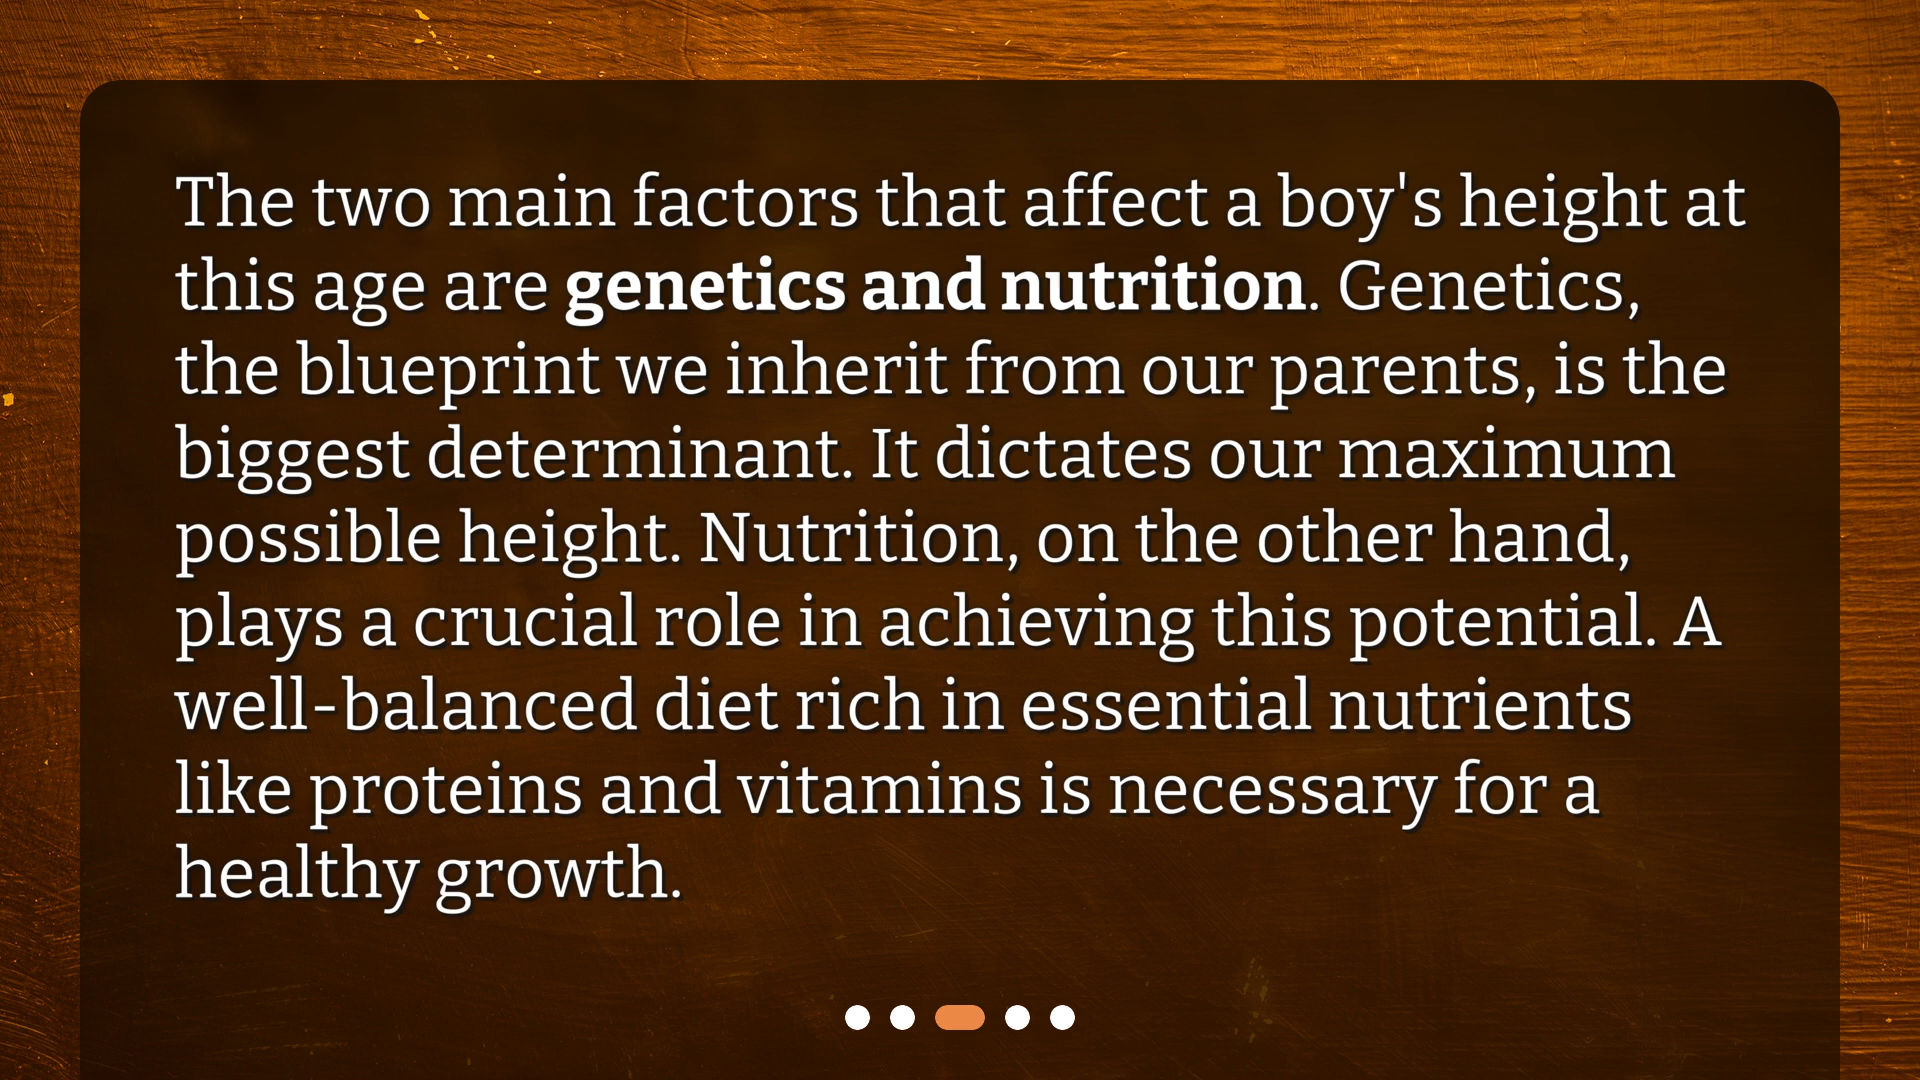 The two main factors that affect a boy's height at
this age are genetics and nutrition. Genetics,
the blueprint we inherit from our parents, is the
biggest determinant. It dictates our maximum
possible height. Nutrition, on the other hand,
plays a crucial role in achieving this potential. A
well-balanced diet rich in essential nutrients
like proteins and vitamins is necessary for a
healthy growth.